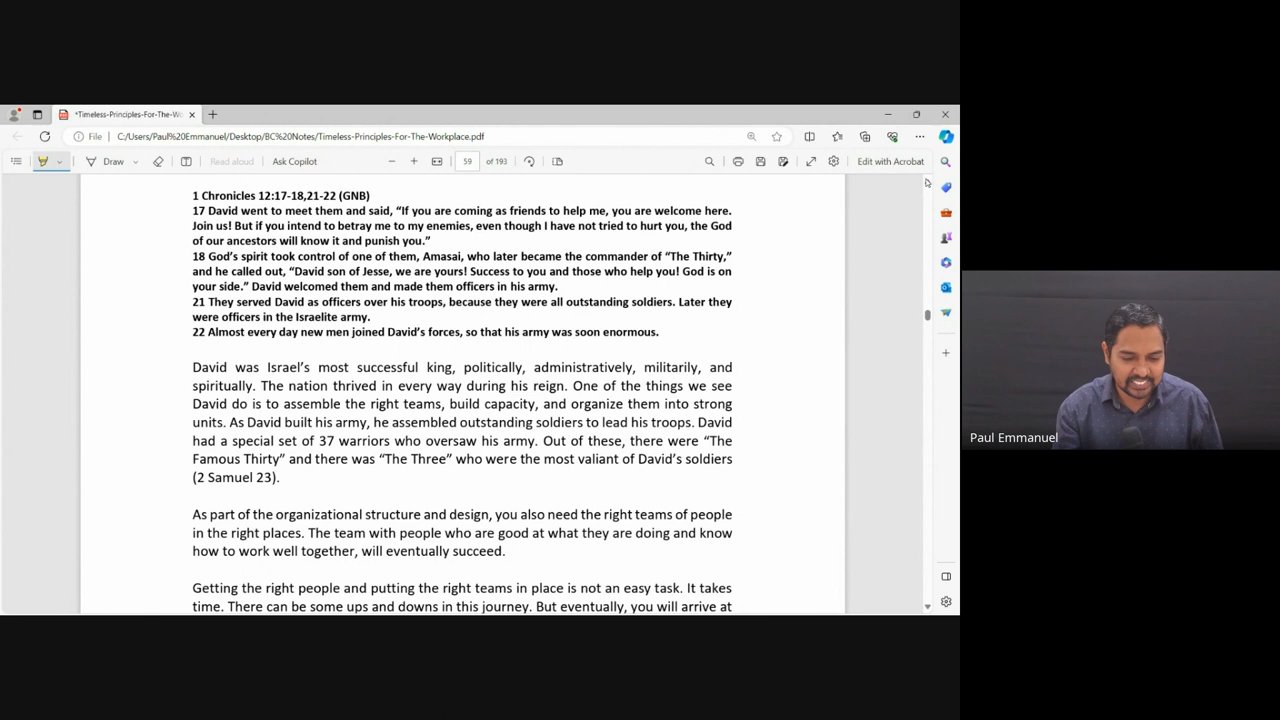 *Timeless-Principles-For-The-Wo
File
C:/Users/Paul%20Emmanuel/Desktop/BC%20Notes/Timeless-Principles-For-The-Workplace.pdf
Draw
Read aloud
Ask Copilot
59 of 193
Edit with Acrobat
1 Chronicles 12:17-18,21-22 (GNB)
17 David went to meet them and said, “If you are coming as friends to help me, you are welcome here.
Join us! But if you intend to betray me to my enemies, even though I have not tried to hurt you, the God
of our ancestors will know it and punish you.”
18 God’s spirit took control of one of them, Amasai, who later became the commander of “The Thirty,”
and he called out, “David son of Jesse, we are yours! Success to you and those who help you! God is on
your side.” David welcomed them and made them officers in his army.
21 They served David as officers over his troops, because they were all outstanding soldiers. Later they
were officers in the Israelite army.
22 Almost every day new men joined David’s forces, so that his army was soon enormous.
David was Israel’s most successful king, politically, administratively, militarily, and
spiritually. The nation thrived in every way during his reign. One of the things we see
David do is to assemble the right teams, build capacity, and organize them into strong
units. As David built his army, he assembled outstanding soldiers to lead his troops. David
had a special set of 37 warriors who oversaw his army. Out of these, there were “The
Famous Thirty” and there was “The Three” who were the most valiant of David’s soldiers
(2 Samuel 23).
As part of the organizational structure and design, you also need the right teams of people
in the right places. The team with people who are good at what they are doing and know
how to work well together, will eventually succeed.
Getting the right people and putting the right teams in place is not an easy task. It takes
time. There can be some ups and downs in this journey. But eventually, you will arrive at
Paul Emmanuel